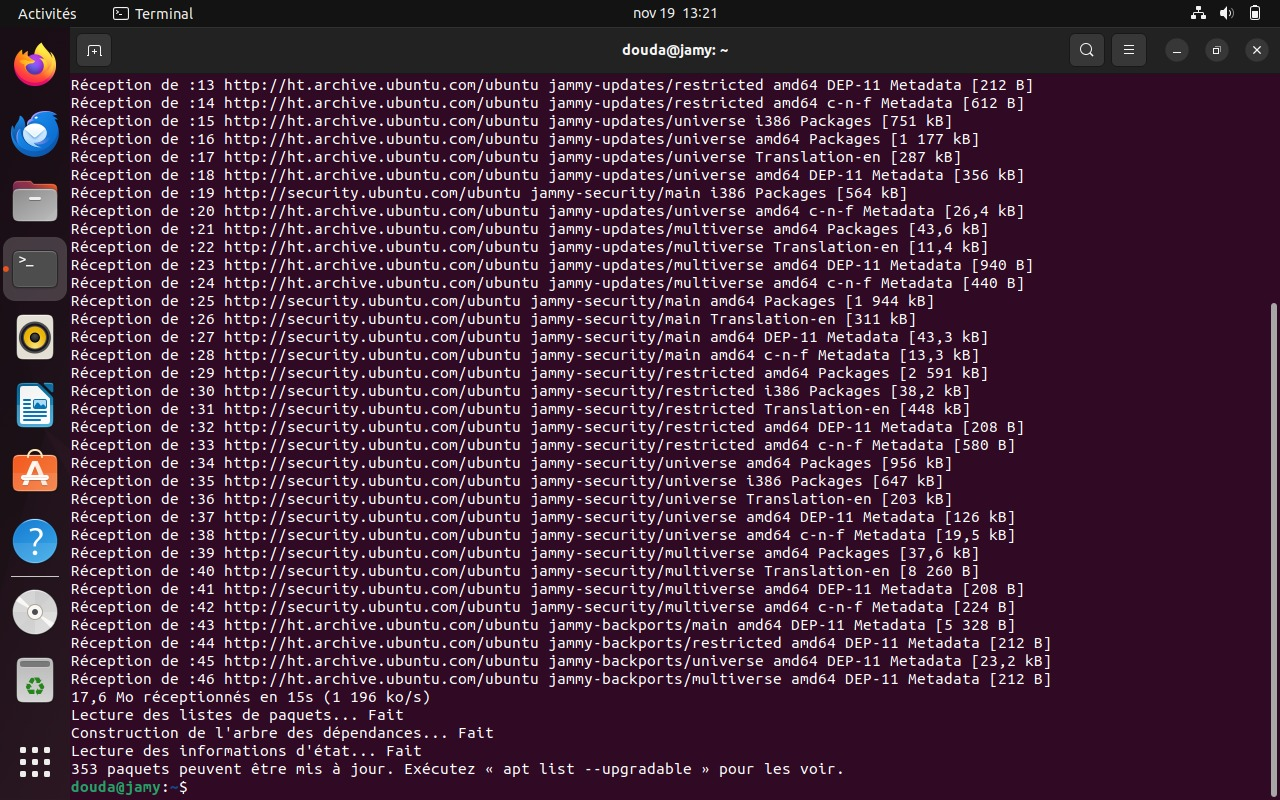 Activités Terminal nov 19 13:21
douda@jamy: ~
Réception de :13 http://ht.archive.ubuntu.com/ubuntu jammy-updates/restricted amd64 DEP-11 Metadata [212 B]
Réception de :14 http://ht.archive.ubuntu.com/ubuntu jammy-updates/restricted amd64 c-n-f Metadata [612 B]
Réception de :15 http://ht.archive.ubuntu.com/ubuntu jammy-updates/universe i386 Packages [751 kB]
Réception de :16 http://ht.archive.ubuntu.com/ubuntu jammy-updates/universe amd64 Packages [1 177 kB]
Réception de :17 http://ht.archive.ubuntu.com/ubuntu jammy-updates/universe Translation-en [287 kB]
Réception de :18 http://ht.archive.ubuntu.com/ubuntu jammy-updates/universe amd64 DEP-11 Metadata [356 kB]
Réception de :19 http://security.ubuntu.com/ubuntu jammy-security/main i386 Packages [564 kB]
Réception de :20 http://ht.archive.ubuntu.com/ubuntu jammy-updates/universe amd64 c-n-f Metadata [26,4 kB]
Réception de :21 http://ht.archive.ubuntu.com/ubuntu jammy-updates/multiverse amd64 Packages [43,6 kB]
Réception de :22 http://ht.archive.ubuntu.com/ubuntu jammy-updates/multiverse Translation-en [11,4 kB]
Réception de :23 http://ht.archive.ubuntu.com/ubuntu jammy-updates/multiverse amd64 DEP-11 Metadata [940 B]
Réception de :24 http://ht.archive.ubuntu.com/ubuntu jammy-updates/multiverse amd64 c-n-f Metadata [440 B]
Réception de :25 http://security.ubuntu.com/ubuntu jammy-security/main amd64 Packages [1 944 kB]
Réception de :26 http://security.ubuntu.com/ubuntu jammy-security/main Translation-en [311 kB]
Réception de :27 http://security.ubuntu.com/ubuntu jammy-security/main amd64 DEP-11 Metadata [43,3 kB]
Réception de :28 http://security.ubuntu.com/ubuntu jammy-security/main amd64 c-n-f Metadata [13,3 kB]
Réception de :29 http://security.ubuntu.com/ubuntu jammy-security/restricted amd64 Packages [2 591 kB]
Réception de :30 http://security.ubuntu.com/ubuntu jammy-security/restricted i386 Packages [38,2 kB]
Réception de :31 http://security.ubuntu.com/ubuntu jammy-security/restricted Translation-en [448 kB]
Réception de :32 http://security.ubuntu.com/ubuntu jammy-security/restricted amd64 DEP-11 Metadata [208 B]
Réception de :33 http://security.ubuntu.com/ubuntu jammy-security/restricted amd64 c-n-f Metadata [580 B]
Réception de :34 http://security.ubuntu.com/ubuntu jammy-security/universe amd64 Packages [956 kB]
Réception de :35 http://security.ubuntu.com/ubuntu jammy-security/universe i386 Packages [647 kB]
Réception de :36 http://security.ubuntu.com/ubuntu jammy-security/universe Translation-en [203 kB]
Réception de :37 http://security.ubuntu.com/ubuntu jammy-security/universe amd64 DEP-11 Metadata [126 kB]
Réception de :38 http://security.ubuntu.com/ubuntu jammy-security/universe amd64 c-n-f Metadata [19,5 kB]
Réception de :39 http://security.ubuntu.com/ubuntu jammy-security/multiverse amd64 Packages [37,6 kB]
Réception de :40 http://security.ubuntu.com/ubuntu jammy-security/multiverse Translation-en [8 260 B]
Réception de :41 http://security.ubuntu.com/ubuntu jammy-security/multiverse amd64 DEP-11 Metadata [208 B]
Réception de :42 http://security.ubuntu.com/ubuntu jammy-security/multiverse amd64 c-n-f Metadata [224 B]
Réception de :43 http://ht.archive.ubuntu.com/ubuntu jammy-backports/main amd64 DEP-11 Metadata [5 328 B]
Réception de :44 http://ht.archive.ubuntu.com/ubuntu jammy-backports/restricted amd64 DEP-11 Metadata [212 B]
Réception de :45 http://ht.archive.ubuntu.com/ubuntu jammy-backports/universe amd64 DEP-11 Metadata [23,2 kB]
Réception de :46 http://ht.archive.ubuntu.com/ubuntu jammy-backports/multiverse amd64 DEP-11 Metadata [212 B]
17,6 Mo réceptionnés en 15s (1 196 ko/s)
Lecture des listes de paquets... Fait
Construction de l'arbre des dépendances... Fait
Lecture des informations d'état... Fait
353 paquets peuvent être mis à jour. Exécutez « apt list --upgradable » pour les voir.
douda@jamy:~$